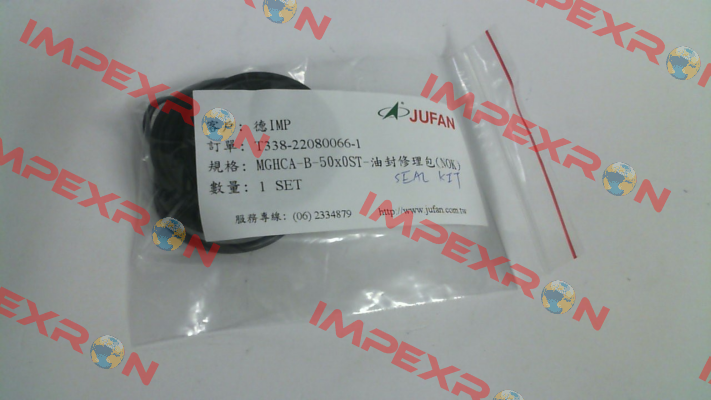 JUFAN
客戶: 德IMP
訂單: T338-22080066-1
規格: MGHCA-B-50x0ST-油封修理包(NOK)
SEAL KIT
數量: 1 SET
服務專線: (06) 2334879
http://www.jufan.com.tw
IMPEXRON
IMPEXRON
IMPEXRON
IMPEXRON
IMPEXRON
IMPEXRON
IMPEXRON